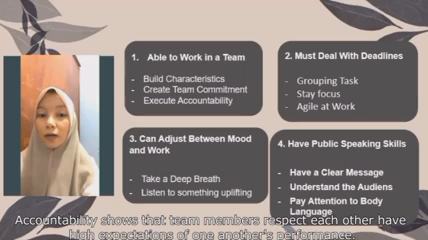 1. Able to Work in a Team
- Build Characteristics
- Create Team Commitment
- Execute Accountability
2. Must Deal With Deadlines
- Grouping Task
- Stay focus
- Agile at Work
3. Can Adjust Between Mood
and Work
- Take a Deep Breath
- Listen to something uplifting
4. Have Public Speaking Skills
- Have a Clear Message
- Understand the Audiens
- Pay Attention to Body
Language
Accountability shows that team members respect each other have
high expectations of one another's performance.